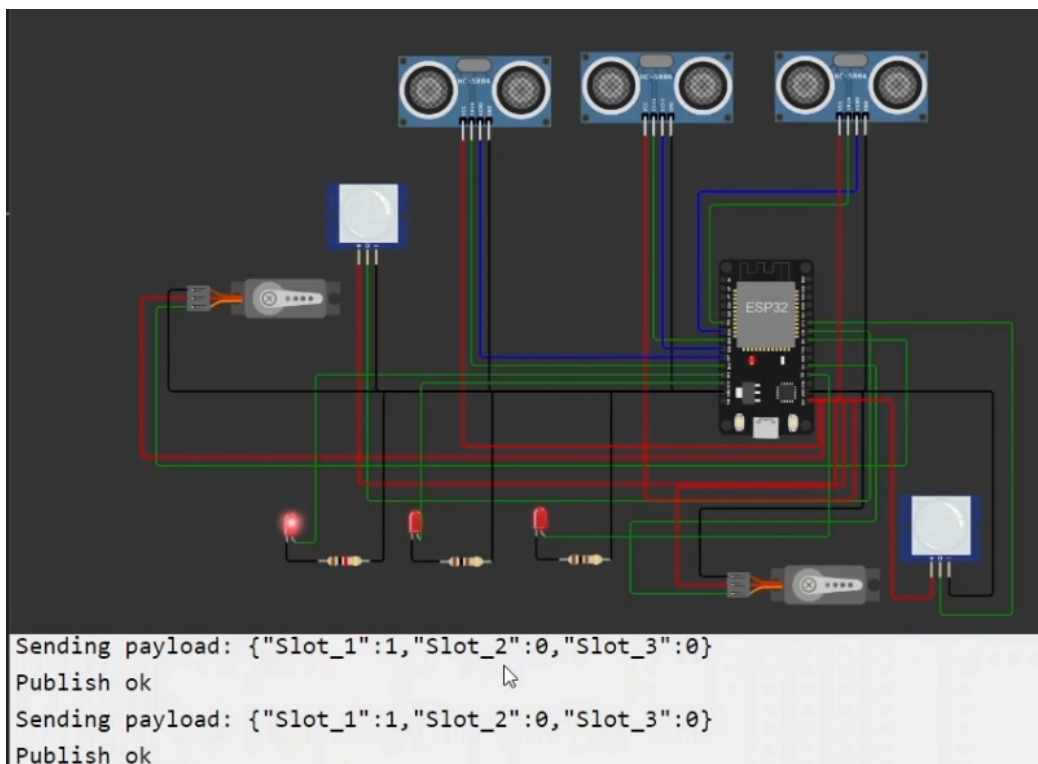 HC-SR04
HC-SR04
HC-SR04
ESP32
Sending payload: {"Slot_1":1,"Slot_2":0,"Slot_3":0}
Publish ok
Sending payload: {"Slot_1":1,"Slot_2":0,"Slot_3":0}
Publish ok